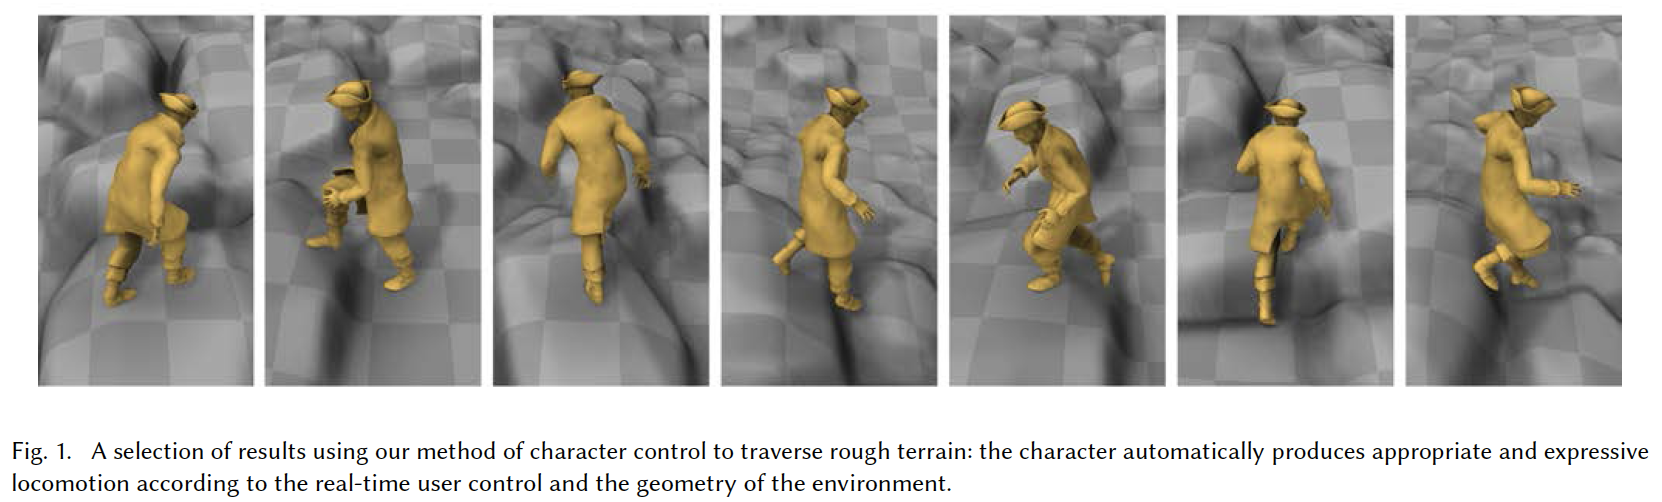 Fig. 1. A selection of results using our method of character control to traverse rough terrain: the character automatically produces appropriate and expressive
locomotion according to the real-time user control and the geometry of the environment.